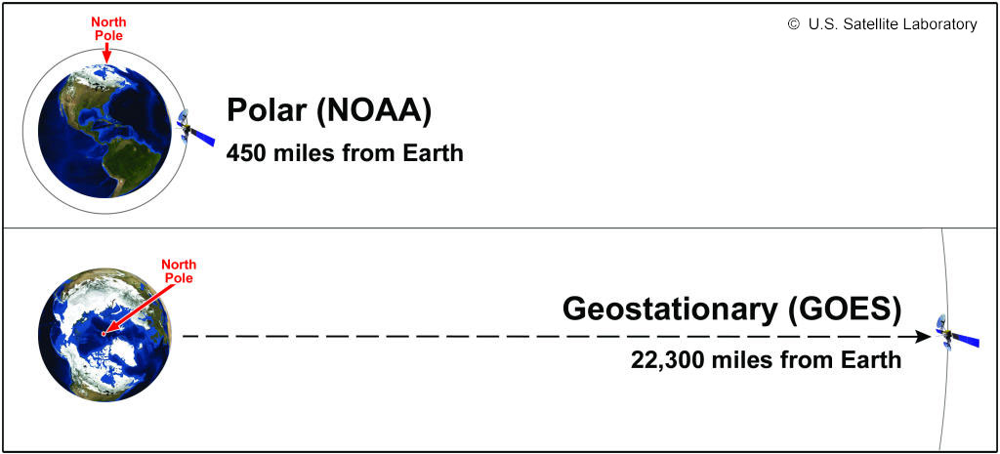 © U.S. Satellite Laboratory
North
Pole
Polar (NOAA)
450 miles from Earth
North
Pole
Geostationary (GOES)
22,300 miles from Earth